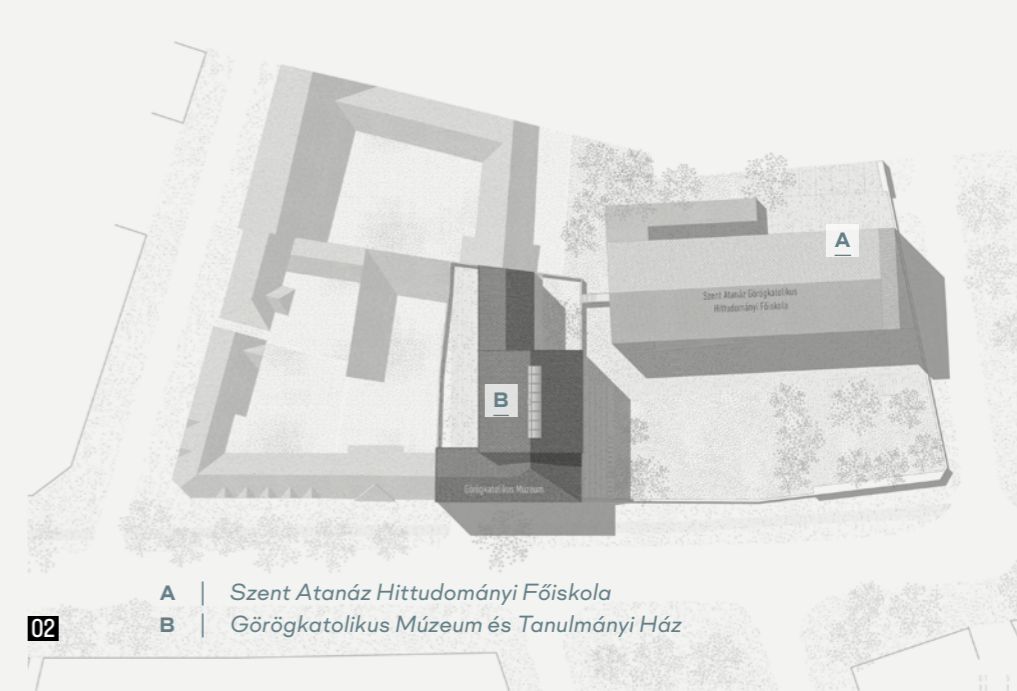 A
Szent Atanáz Görögkatolikus
Hittudományi Főiskola
B
Görögkatolikus Múzeum
A | Szent Atanáz Hittudományi Főiskola
B | Görögkatolikus Múzeum és Tanulmányi Ház
02